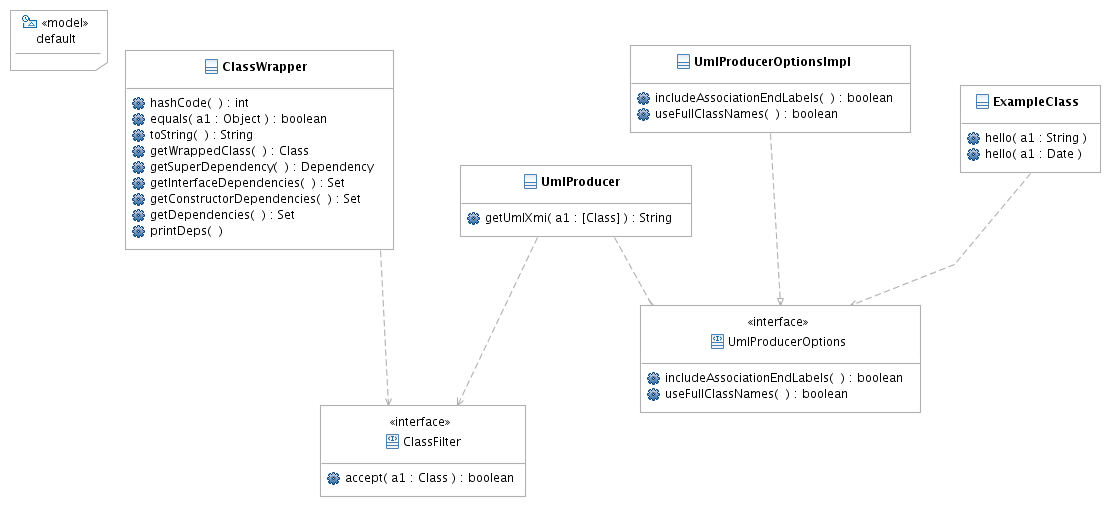 «model»
default
ClassWrapper
hashCode( ) : int
equals( a1 : Object ) : boolean
toString( ) : String
getWrappedClass( ) : Class
getSuperDependency( ) : Dependency
getInterfaceDependencies( ) : Set
getConstructorDependencies( ) : Set
getDependencies( ) : Set
printDeps( )
UmlProducer
getUmlXmi( a1 : [Class] ) : String
UmlProducerOptionsImpl
includeAssociationEndLabels( ) : boolean
useFullClassNames( ) : boolean
ExampleClass
hello( a1 : String )
hello( a1 : Date )
«interface»
UmlProducerOptions
includeAssociationEndLabels( ) : boolean
useFullClassNames( ) : boolean
«interface»
ClassFilter
accept( a1 : Class ) : boolean